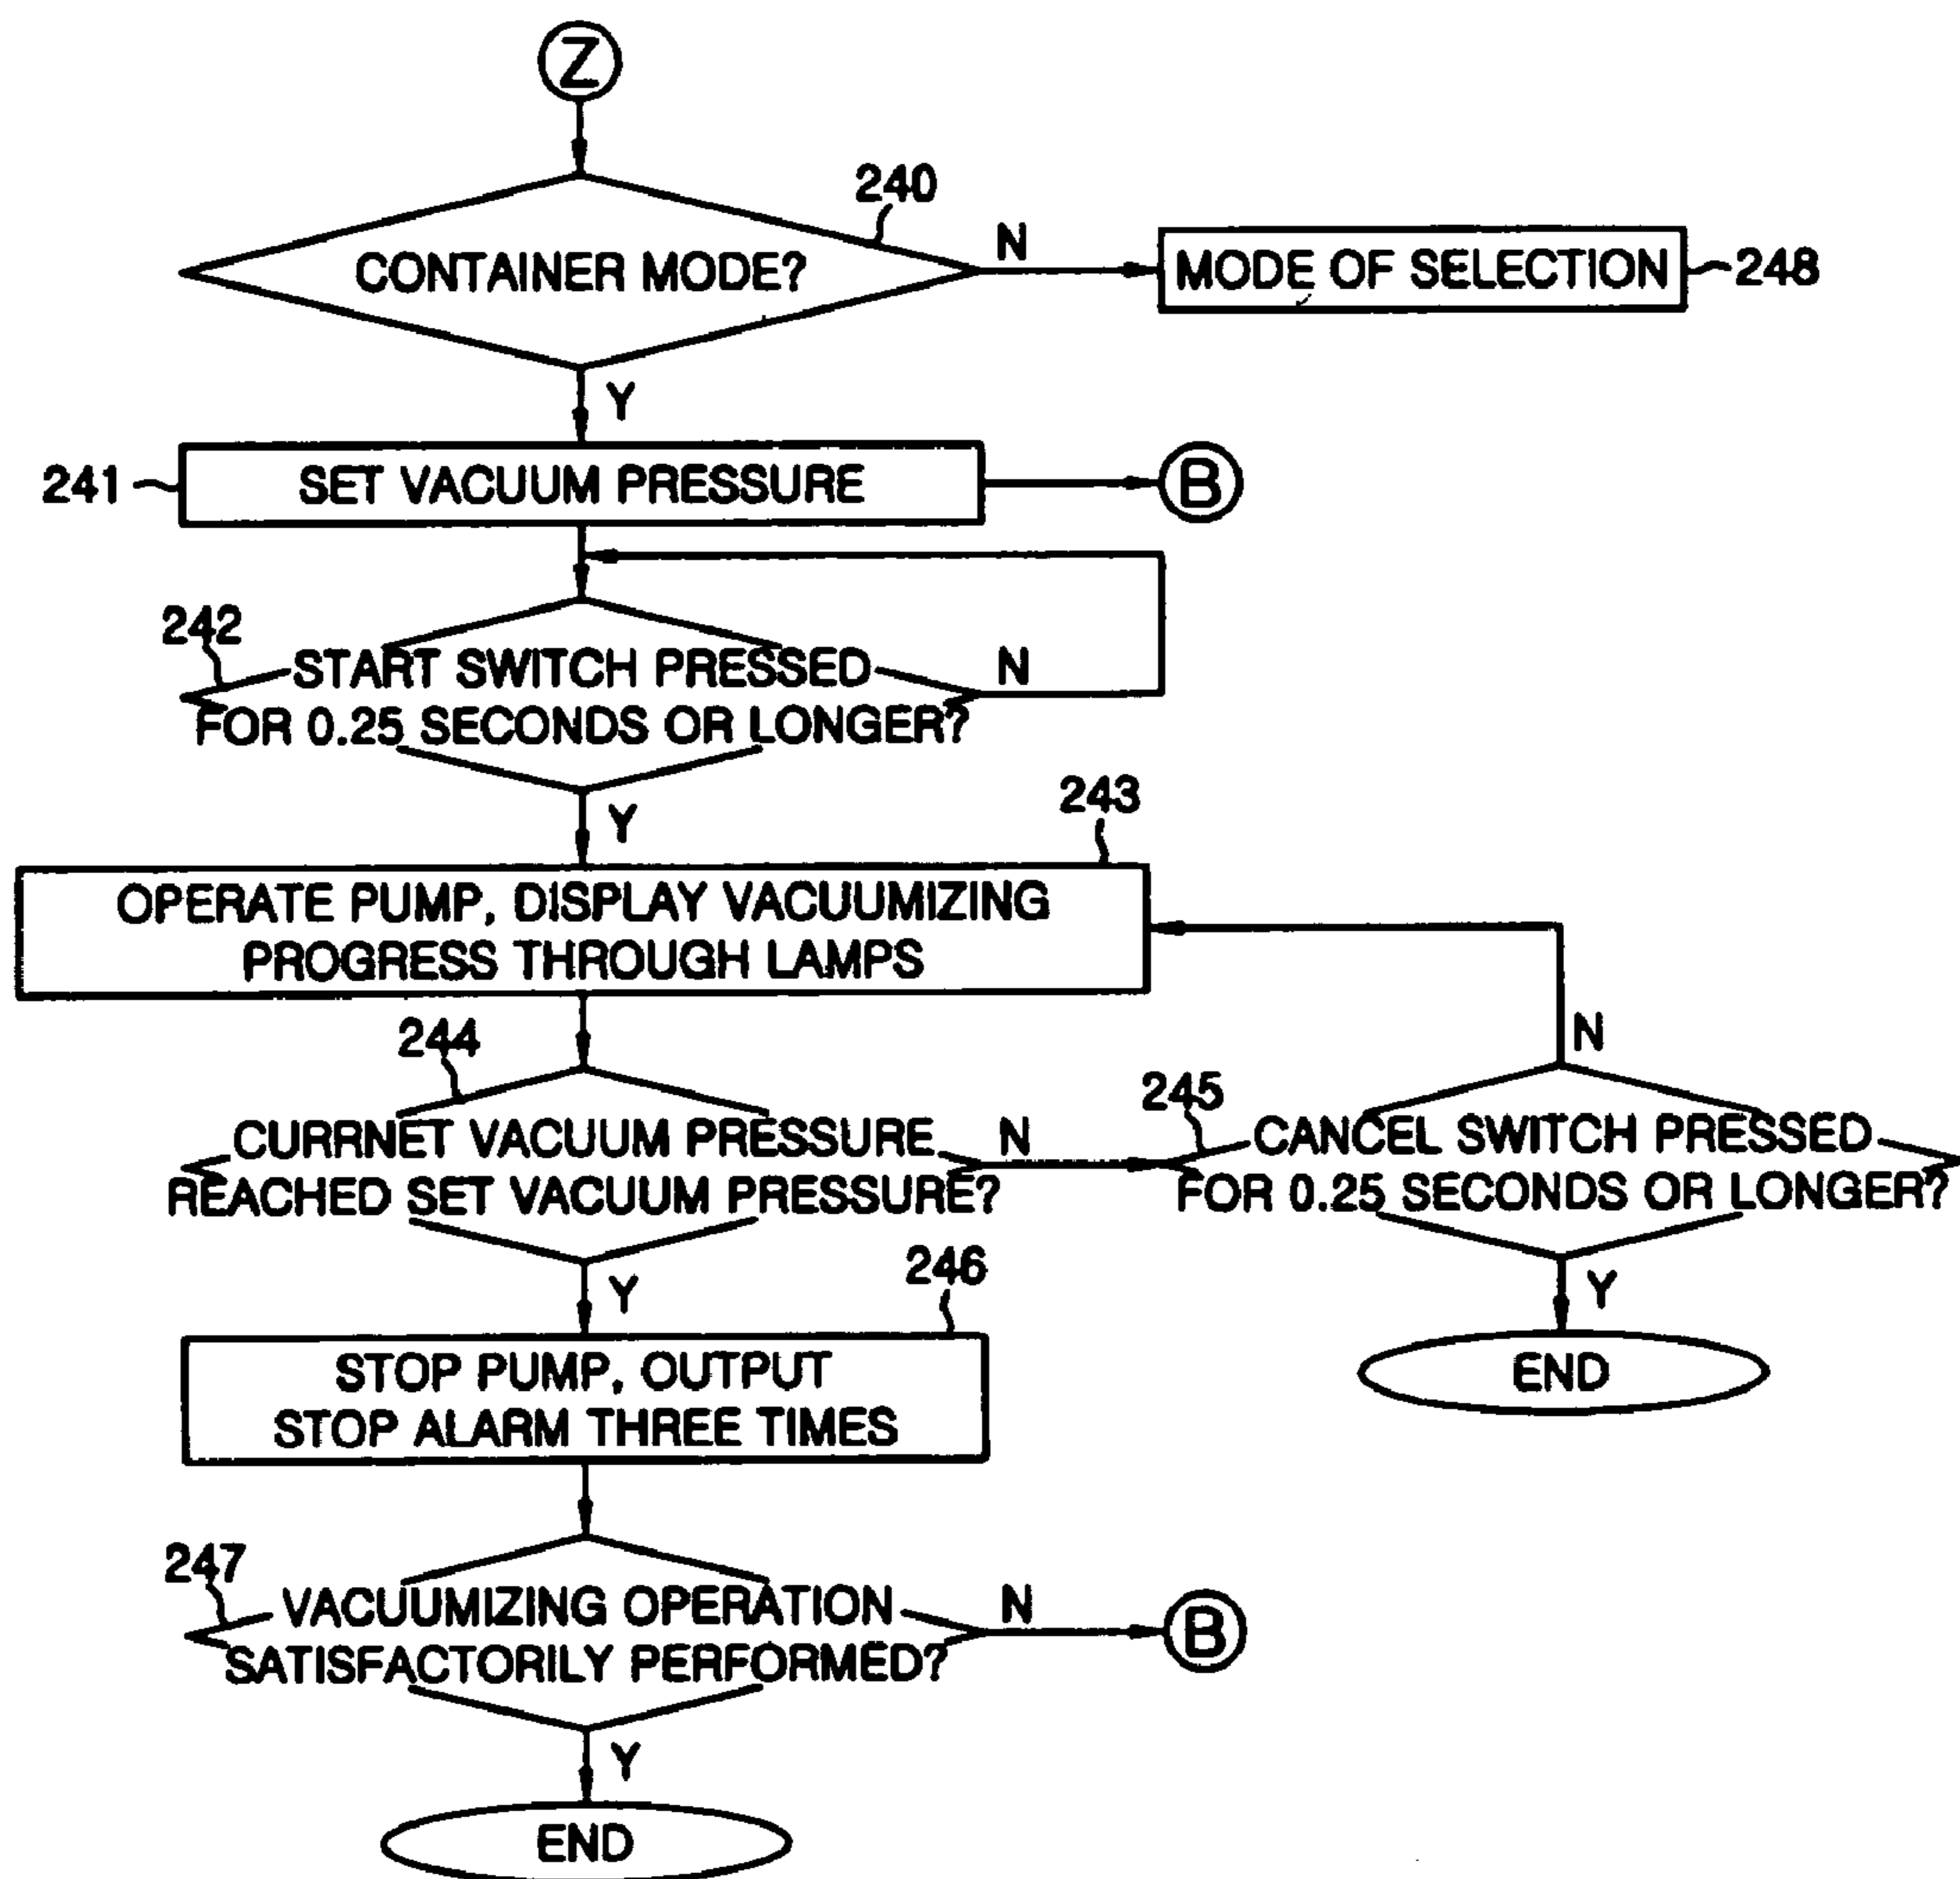 Z
240
CONTAINER MODE?
N
MODE OF SELECTION
248
Y
241
SET VACUUM PRESSURE
B
242
START SWITCH PRESSED
FOR 0.25 SECONDS OR LONGER?
N
Y
243
OPERATE PUMP, DISPLAY VACUUMIZING
PROGRESS THROUGH LAMPS
244
CURRNET VACUUM PRESSURE
REACHED SET VACUUM PRESSURE?
N
245
CANCEL SWITCH PRESSED
FOR 0.25 SECONDS OR LONGER?
N
Y
END
Y
246
STOP PUMP, OUTPUT
STOP ALARM THREE TIMES
247
VACUUMIZING OPERATION
SATISFACTORILY PERFORMED?
N
B
Y
END